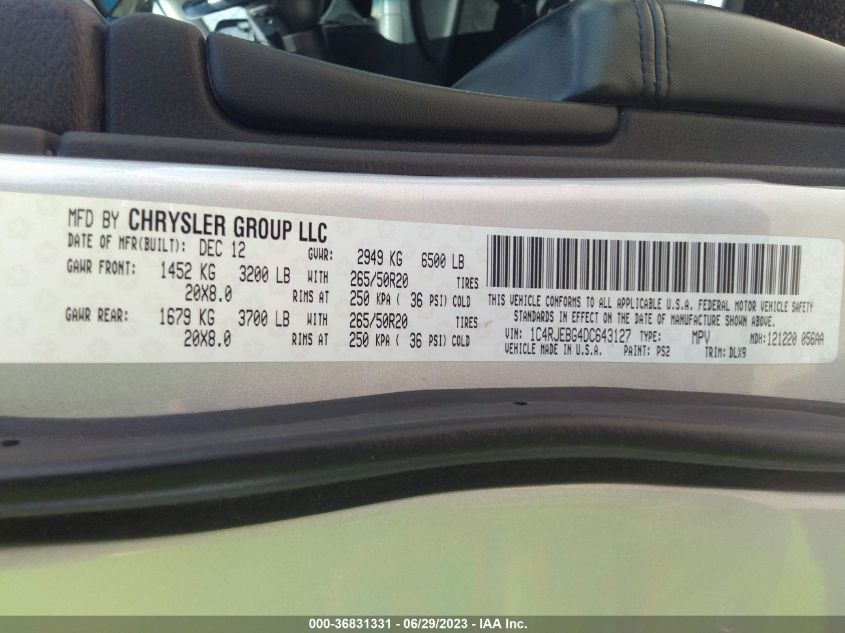 MFD BY CHRYSLER GROUP LLC
DATE OF MFR(BUILT): DEC 12 GVWR: 2949 KG 6500 LB
GAWR FRONT: 1452 KG 3200 LB WITH 265/50R20 TIRES
20X8.0 RIMS AT 250 KPA ( 36 PSI) COLD
GAWR REAR: 1679 KG 3700 LB WITH 265/50R20 TIRES
20X8.0 RIMS AT 250 KPA ( 36 PSI) COLD
THIS VEHICLE CONFORMS TO ALL APPLICABLE U.S.A. FEDERAL MOTOR VEHICLE SAFETY
STANDARDS IN EFFECT ON THE DATE OF MANUFACTURE SHOWN ABOVE.
VIN: 1C4RJEBG4DC643127 TYPE: MPV MDH:121220 056AA
VEHICLE MADE IN U.S.A. PAINT: PS2 TRIM: DLX9
000-36831331 - 06/29/2023 - IAA Inc.